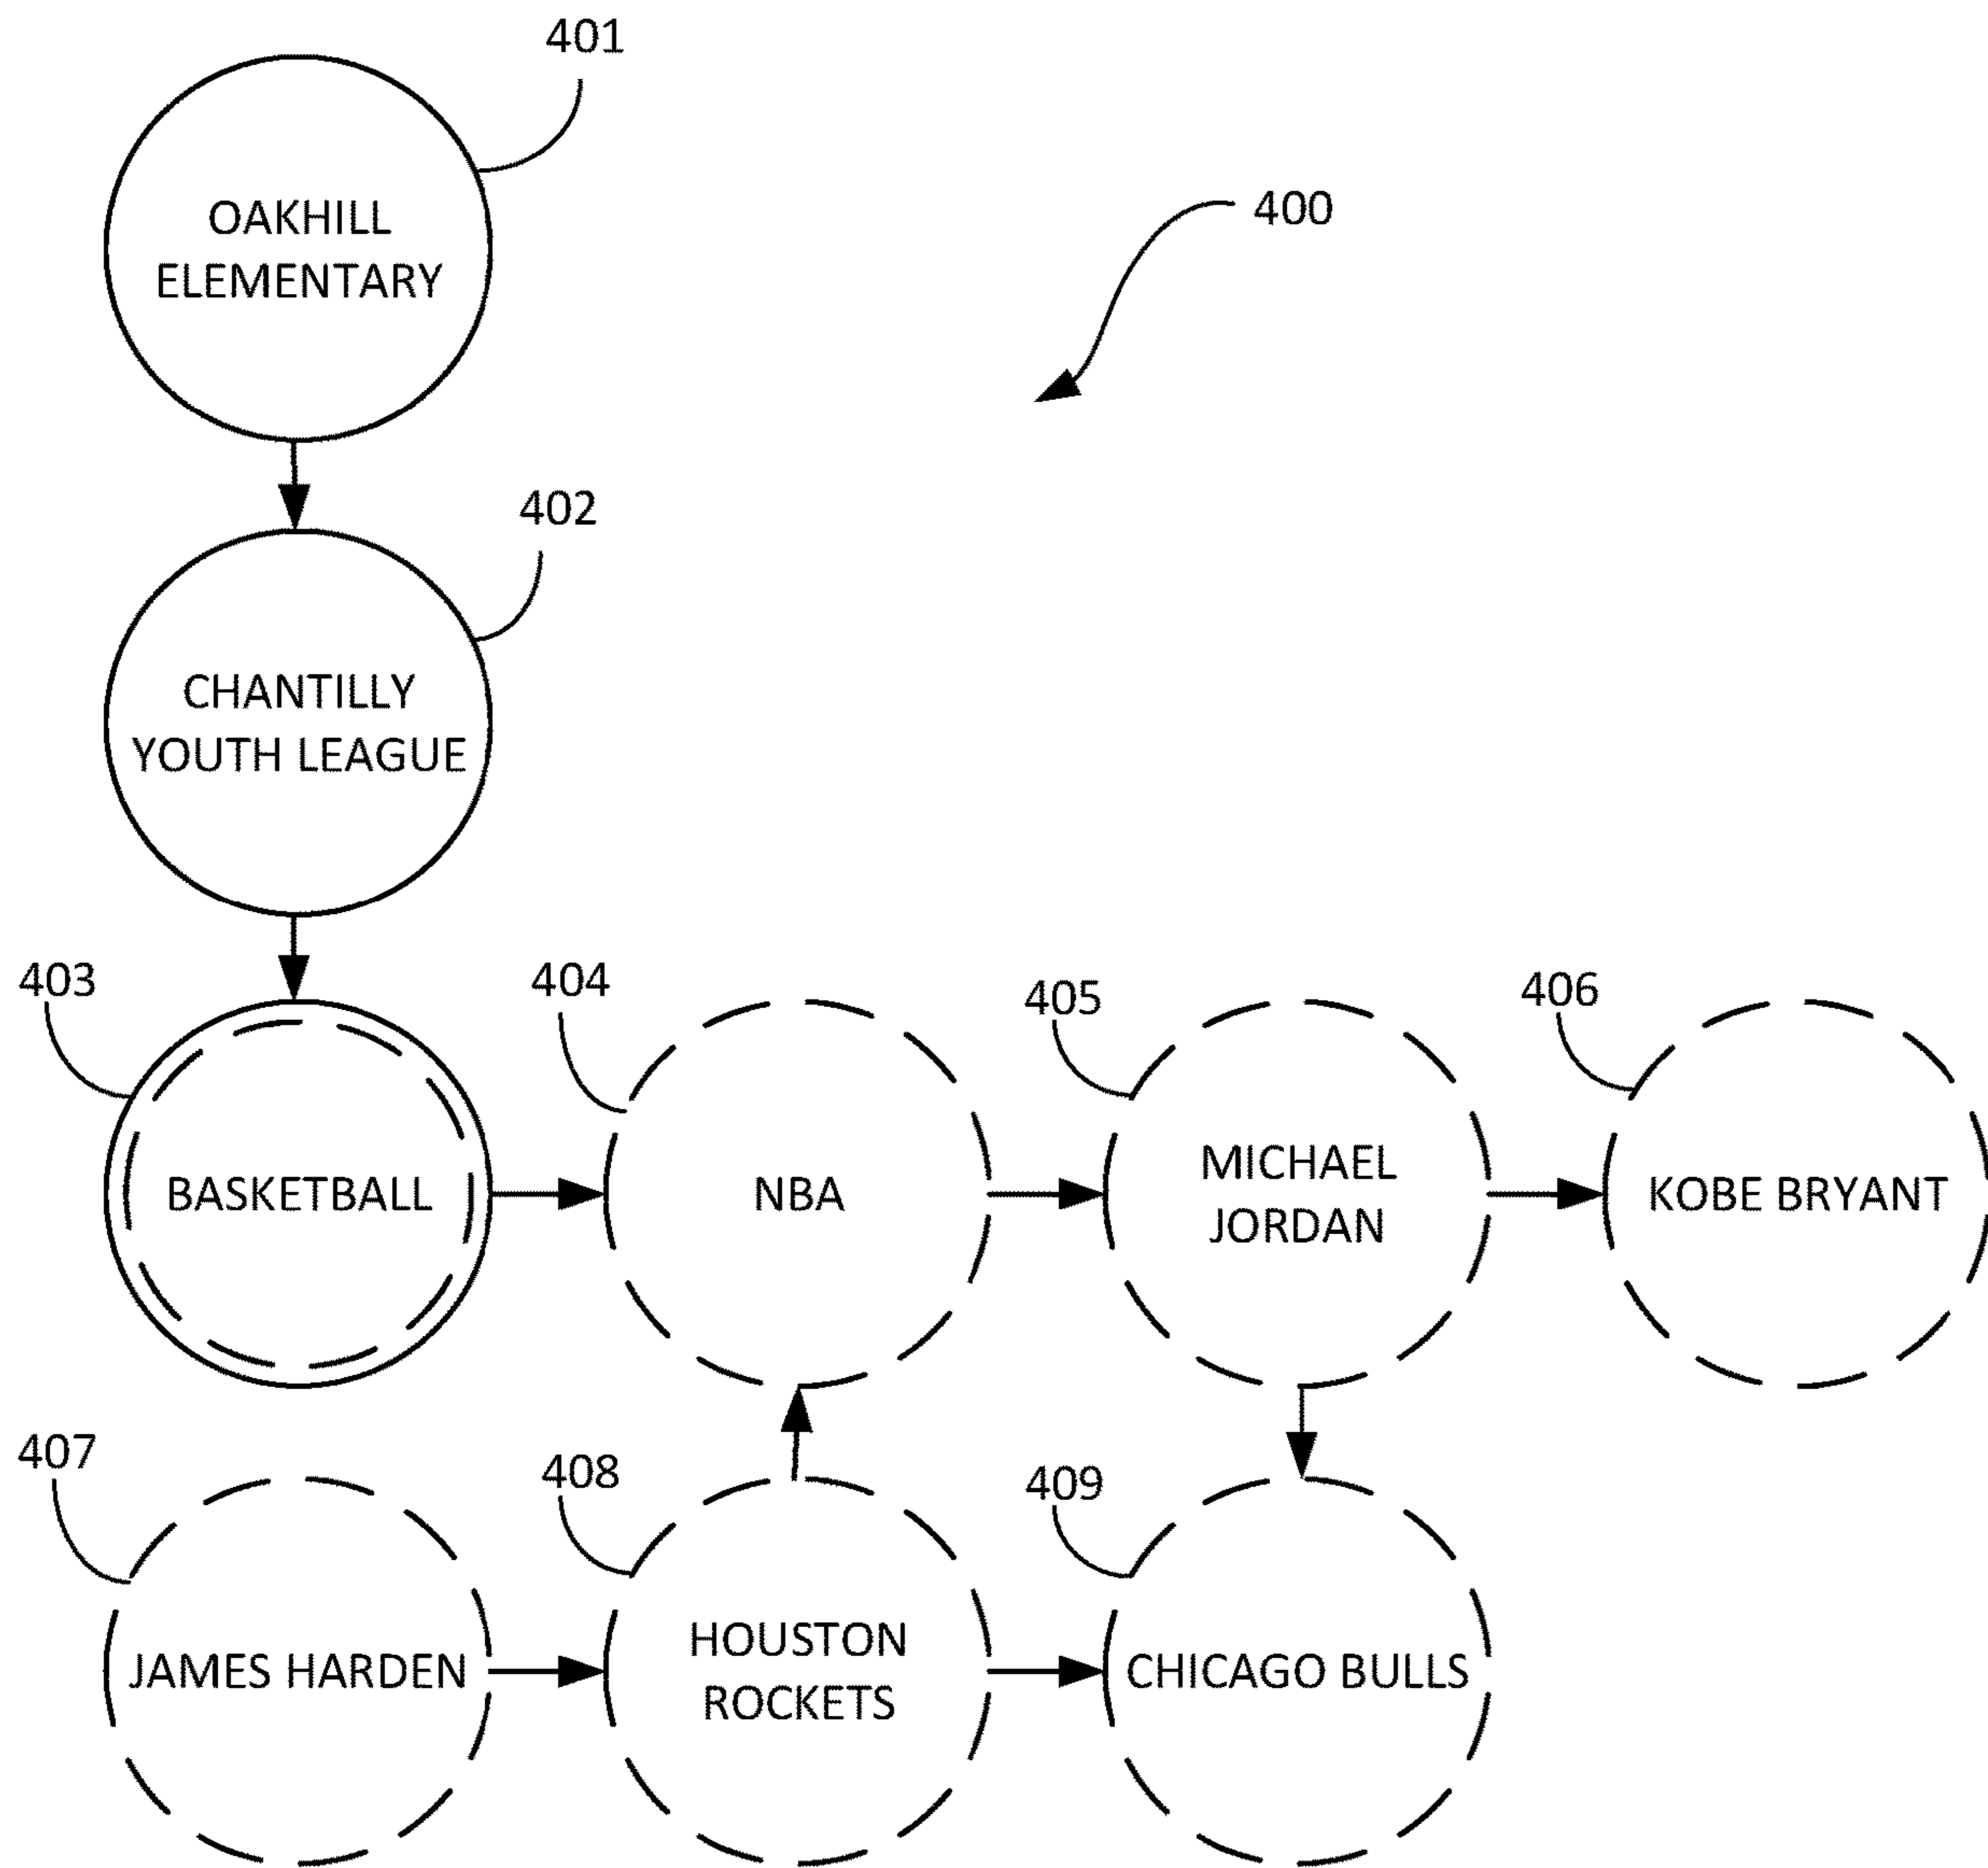 401
OAKHILL
ELEMENTARY
400
402
CHANTILLY
YOUTH LEAGUE
403
404
405
406
BASKETBALL
NBA
MICHAEL
JORDAN
KOBE BRYANT
407
408
409
JAMES HARDEN
HOUSTON
ROCKETS
CHICAGO BULLS